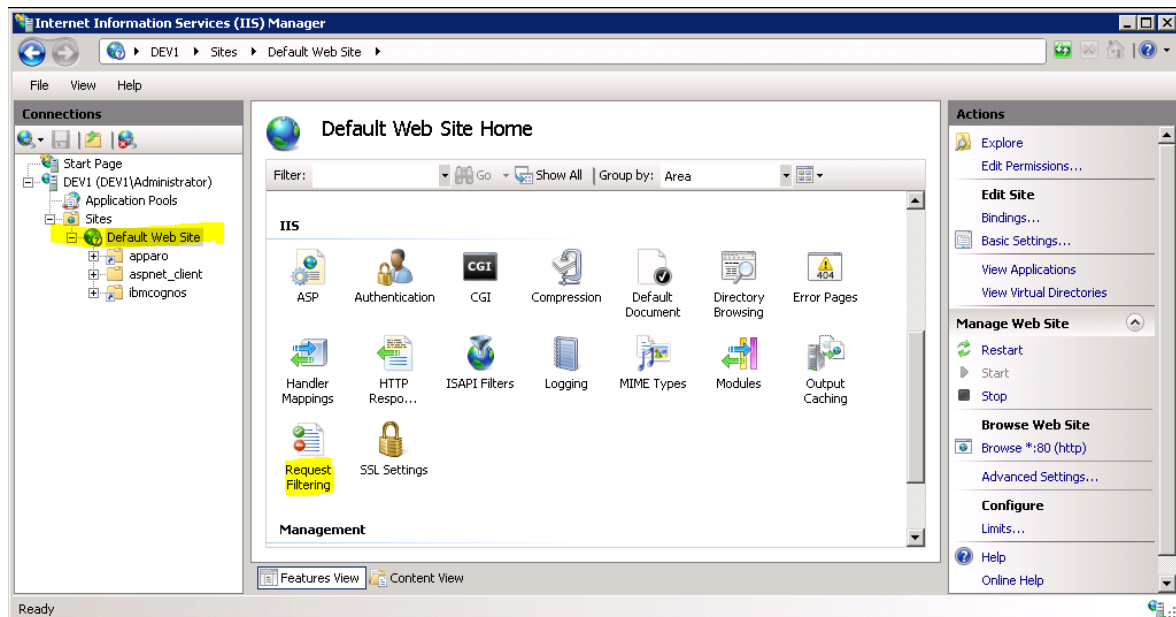 Internet Information Services (IIS) Manager
DEV1 Sites Default Web Site
File View Help
Connections
Start Page
DEV1 (DEV1\Administrator)
Application Pools
Sites
Default Web Site
apparo
aspnet_client
ibmcognos
Default Web Site Home
Filter: Go Show All Group by: Area
IIS
ASP
Authentication
CGI
CGI
Compression
Default
Document
Directory
Browsing
404
Error Pages
Handler
Mappings
HTTP
Respo...
ISAPI Filters
Logging
MIME Types
Modules
Output
Caching
Request
Filtering
SSL Settings
Management
Features View Content View
Actions
Explore
Edit Permissions...
Edit Site
Bindings...
Basic Settings...
View Applications
View Virtual Directories
Manage Web Site
Restart
Start
Stop
Browse Web Site
Browse *:80 (http)
Advanced Settings...
Configure
Limits...
Help
Online Help
Ready